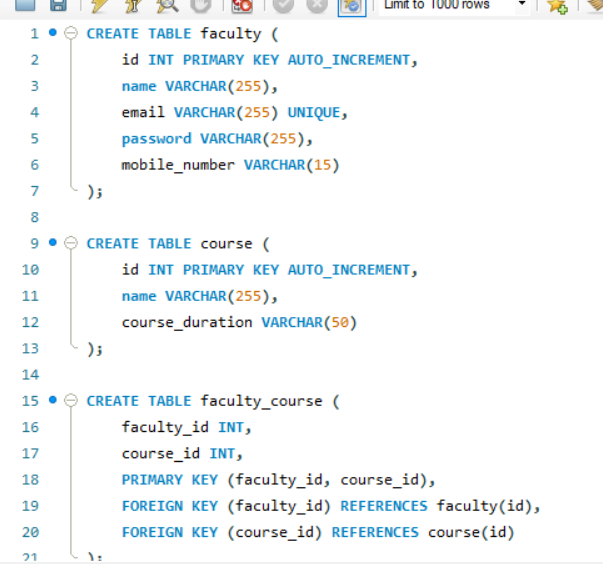 Limit to 1000 rows
1 CREATE TABLE faculty (
2 id INT PRIMARY KEY AUTO_INCREMENT,
3 name VARCHAR(255),
4 email VARCHAR(255) UNIQUE,
5 password VARCHAR(255),
6 mobile_number VARCHAR(15)
7 );
8
9 CREATE TABLE course (
10 id INT PRIMARY KEY AUTO_INCREMENT,
11 name VARCHAR(255),
12 course_duration VARCHAR(50)
13 );
14
15 CREATE TABLE faculty_course (
16 faculty_id INT,
17 course_id INT,
18 PRIMARY KEY (faculty_id, course_id),
19 FOREIGN KEY (faculty_id) REFERENCES faculty(id),
20 FOREIGN KEY (course_id) REFERENCES course(id)
21 );